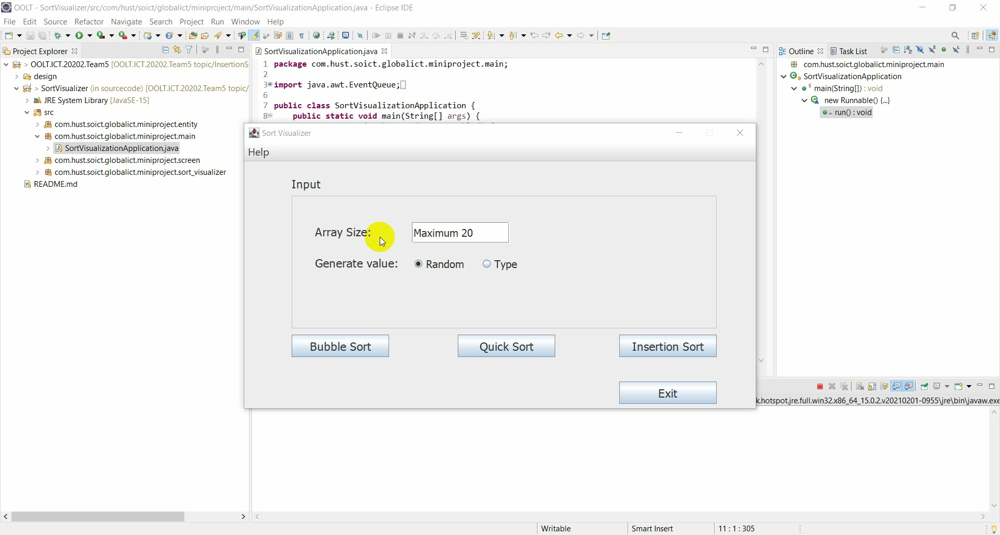 OOLT - SortVisualizer/src/com/hust/soict/globalict/miniproject/main/SortVisualizationApplication.java - Eclipse IDE
File Edit Source Refactor Navigate Search Project Run Window Help
Project Explorer
OOLT.ICT.20202.Team5 [OOLT.ICT.20202.Team5 topic/InsertionS
design
> SortVisualizer (in sourcecode) [OOLT.ICT.20202.Team5 topic/
JRE System Library [JavaSE-15]
src
com.hust.soict.globalict.miniproject.entity
com.hust.soict.globalict.miniproject.main
SortVisualizationApplication.java
com.hust.soict.globalict.miniproject.screen
com.hust.soict.globalict.miniproject.sort_visualizer
README.md
SortVisualizationApplication.java
1 package com.hust.soict.globalict.miniproject.main;
2
3 import java.awt.EventQueue;
6
7 public class SortVisualizationApplication {
8 public static void main(String[] args) {
Sort Visualizer
Help
Input
Array Size: Maximum 20
Generate value: Random Type
Bubble Sort Quick Sort Insertion Sort
Exit
Outline Task List
com.hust.soict.globalict.miniproject.main
SortVisualizationApplication
main(String[]) : void
new Runnable() {...}
run() : void
k.hotspot.jre.full.win32.x86_64_15.0.2.v20210201-0955\jre\bin\javaw.exe
Writable Smart Insert 11 : 1 : 305